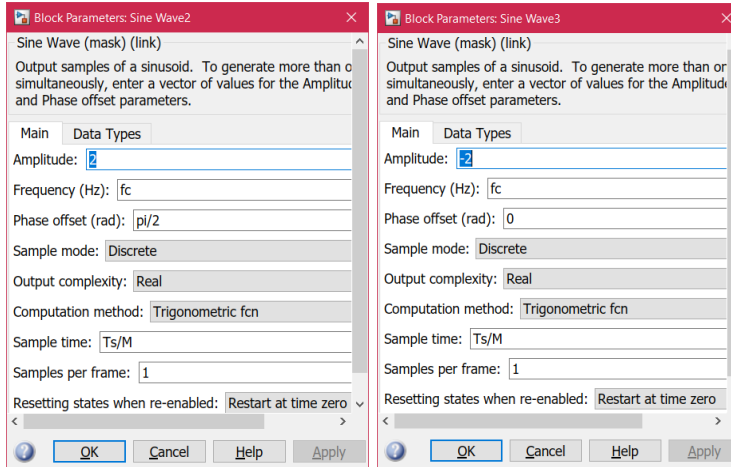 Block Parameters: Sine Wave2
Sine Wave (mask) (link)
Output samples of a sinusoid. To generate more than o
simultaneously, enter a vector of values for the Amplitud
and Phase offset parameters.
Main Data Types
Amplitude: 2
Frequency (Hz): fc
Phase offset (rad): pi/2
Sample mode: Discrete
Output complexity: Real
Computation method: Trigonometric fcn
Sample time: Ts/M
Samples per frame: 1
Resetting states when re-enabled: Restart at time zero
OK Cancel Help Apply
Block Parameters: Sine Wave3
Sine Wave (mask) (link)
Output samples of a sinusoid. To generate more than or
simultaneously, enter a vector of values for the Amplitude
and Phase offset parameters.
Main Data Types
Amplitude: -2
Frequency (Hz): fc
Phase offset (rad): 0
Sample mode: Discrete
Output complexity: Real
Computation method: Trigonometric fcn
Sample time: Ts/M
Samples per frame: 1
Resetting states when re-enabled: Restart at time zero
OK Cancel Help Apply